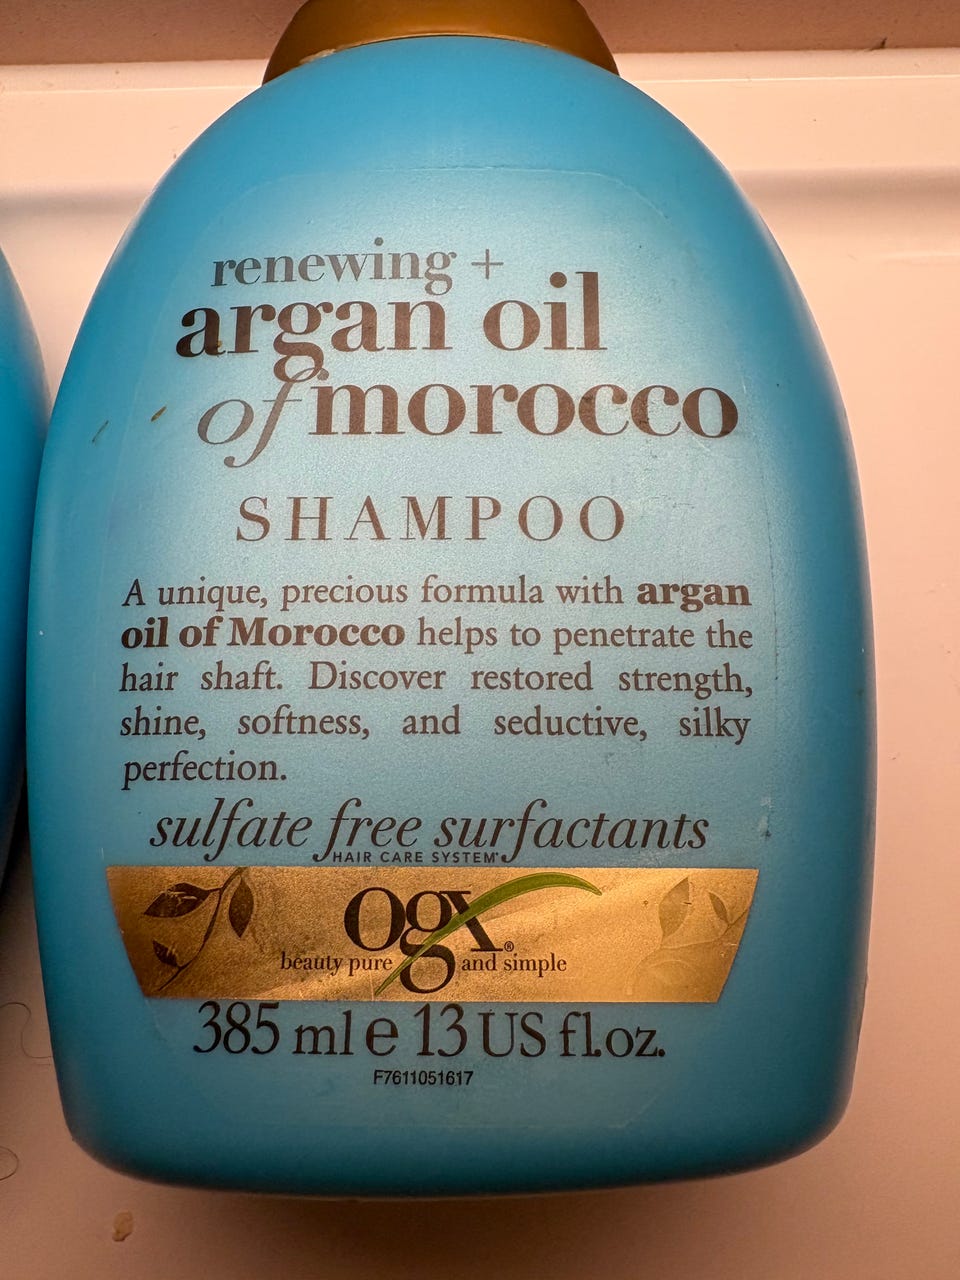 renewing +
argan oil
of morocco
SHAMPOO
A unique, precious formula with argan
oil of Morocco helps to penetrate the
hair shaft. Discover restored strength,
shine, softness, and seductive, silky
perfection.
sulfate free surfactants
HAIR CARE SYSTEM™
ogx®
beauty pure and simple
385 ml e 13 US fl.oz.
F7611051617